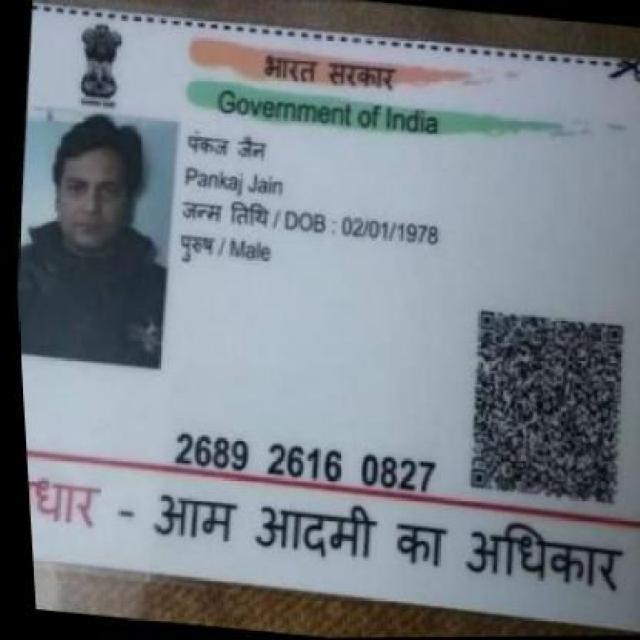 भारत सरकार
Government of India
पंकज जैन
Pankaj Jain
जन्म तिथि / DOB : 02/01/1978
पुरुष / Male
2689 2616 0827
धार - आम आदमी का अधिकार